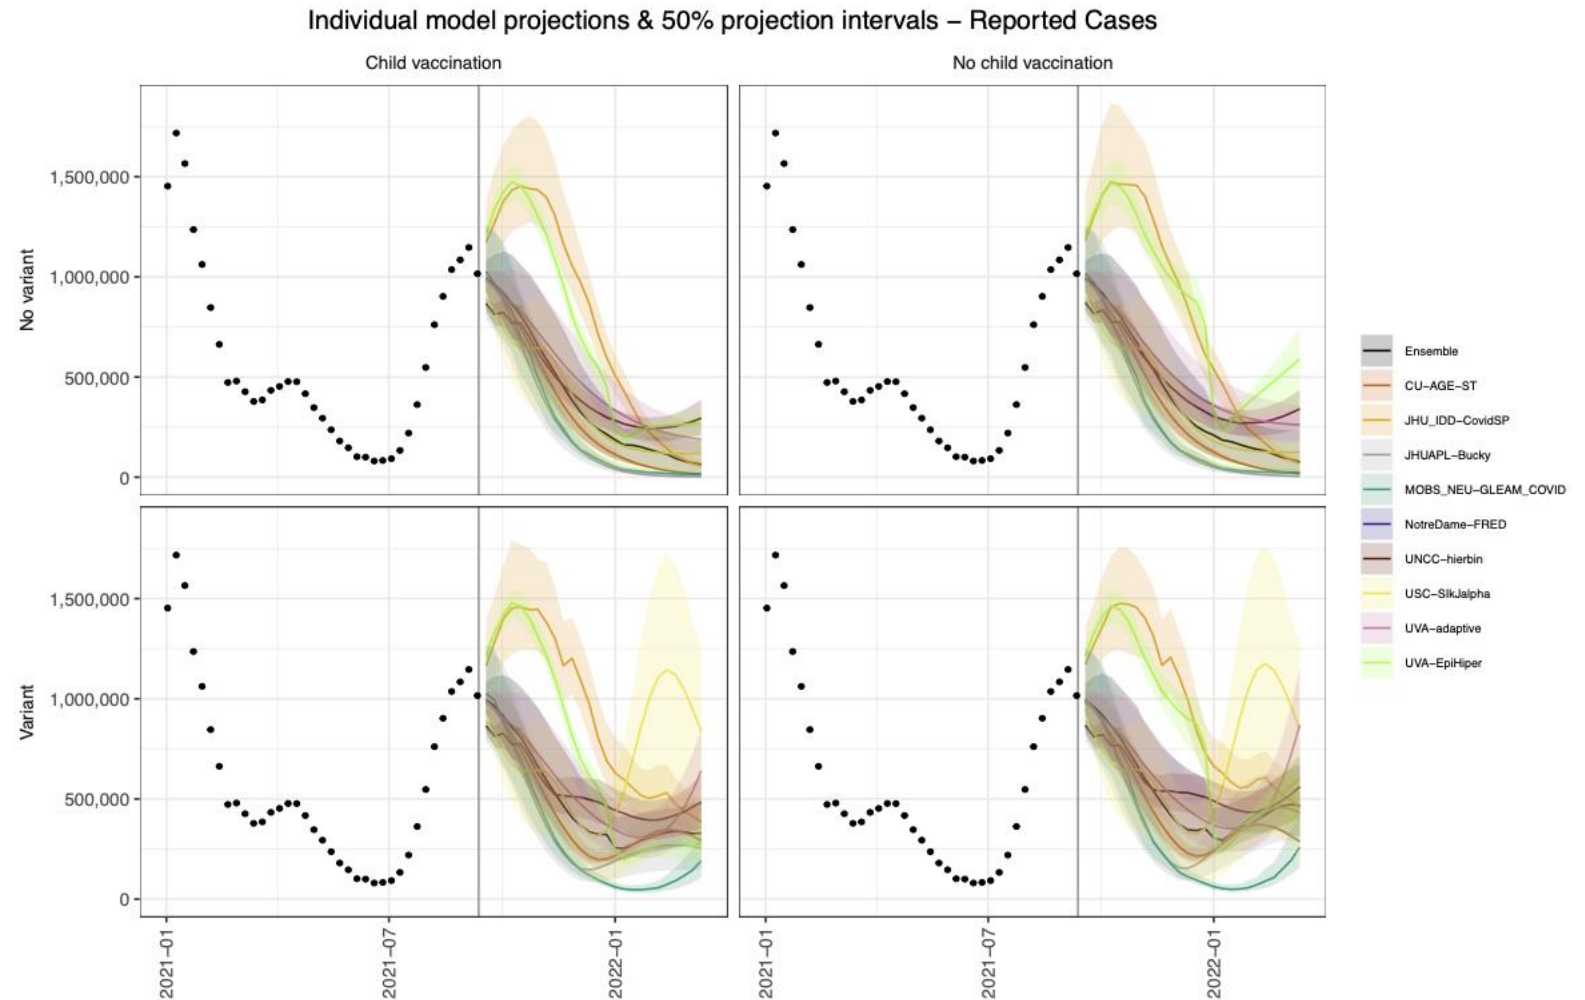 Individual model projections & 50% projection intervals – Reported Cases
Child vaccination
No child vaccination
No variant
1,500,000
1,000,000
500,000
0
Variant
1,500,000
1,000,000
500,000
0
2021–01
2021–07
2022–01
2021–01
2021–07
2022–01
Ensemble
CU–AGE–ST
JHU_IDD–CovidSP
JHUAPL–Bucky
MOBS_NEU–GLEAM_COVID
NotreDame–FRED
UNCC–hierbin
USC–SIkJalpha
UVA–adaptive
UVA–EpiHiper